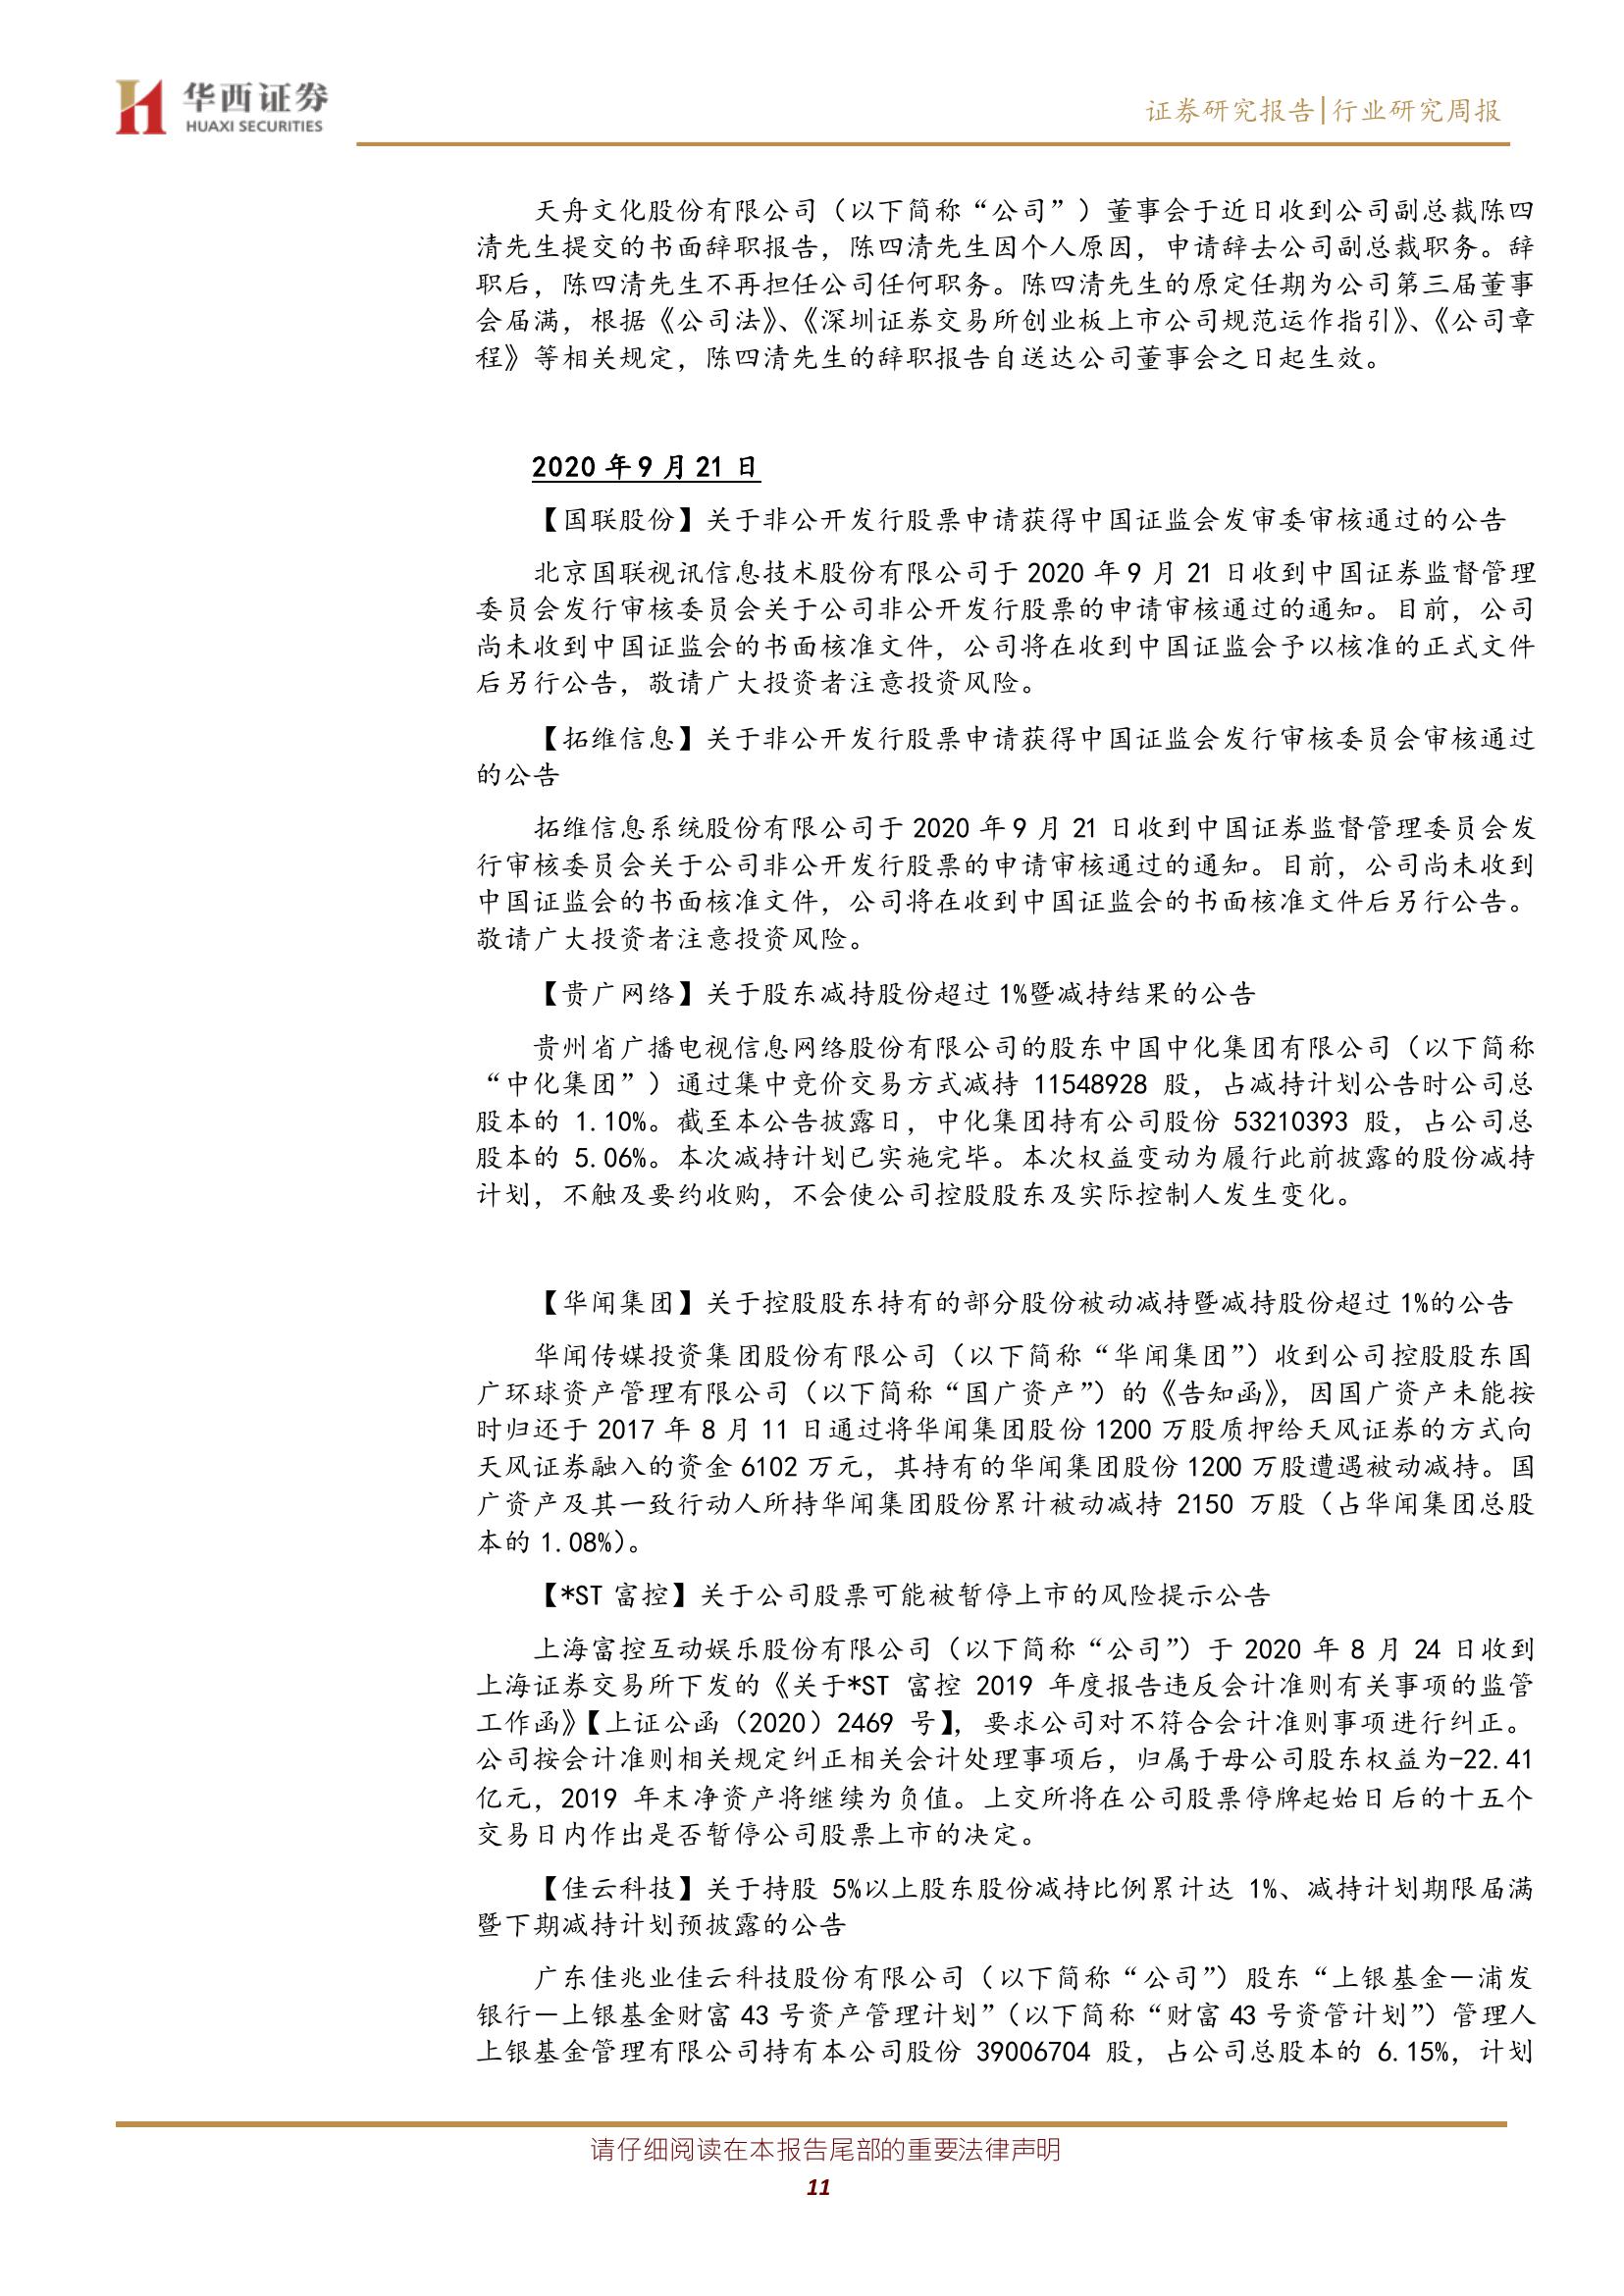 华西证券
HUAXI SECURITIES
证券研究报告|行业研究周报
天舟文化股份有限公司（以下简称“公司”）董事会于近日收到公司副总裁陈四
清先生提交的书面辞职报告，陈四清先生因个人原因，申请辞去公司副总裁职务。辞
职后，陈四清先生不再担任公司任何职务。陈四清先生的原定任期为公司第三届董事
会届满，根据《公司法》、《深圳证券交易所创业板上市公司规范运作指引》、《公司章
程》等相关规定，陈四清先生的辞职报告自送达公司董事会之日起生效。
2020 年 9 月 21 日
【国联股份】关于非公开发行股票申请获得中国证监会发审委审核通过的公告
北京国联视讯信息技术股份有限公司于 2020 年 9 月 21 日收到中国证券监督管理
委员会发行审核委员会关于公司非公开发行股票的申请审核通过的通知。目前，公司
尚未收到中国证监会的书面核准文件，公司将在收到中国证监会予以核准的正式文件
后另行公告，敬请广大投资者注意投资风险。
【拓维信息】关于非公开发行股票申请获得中国证监会发行审核委员会审核通过
的公告
拓维信息系统股份有限公司于 2020 年 9 月 21 日收到中国证券监督管理委员会发
行审核委员会关于公司非公开发行股票的申请审核通过的通知。目前，公司尚未收到
中国证监会的书面核准文件，公司将在收到中国证监会的书面核准文件后另行公告。
敬请广大投资者注意投资风险。
【贵广网络】关于股东减持股份超过 1%暨减持结果的公告
贵州省广播电视信息网络股份有限公司的股东中国中化集团有限公司（以下简称
“中化集团”）通过集中竞价交易方式减持 11548928 股，占减持计划公告时公司总
股本的 1.10%。截至本公告披露日，中化集团持有公司股份 53210393 股，占公司总
股本的 5.06%。本次减持计划已实施完毕。本次权益变动为履行此前披露的股份减持
计划，不触及要约收购，不会使公司控股股东及实际控制人发生变化。
【华闻集团】关于控股股东持有的部分股份被动减持暨减持股份超过 1%的公告
华闻传媒投资集团股份有限公司（以下简称“华闻集团”）收到公司控股股东国
广环球资产管理有限公司（以下简称“国广资产”）的《告知函》，因国广资产未能按
时归还于 2017 年 8 月 11 日通过将华闻集团股份 1200 万股质押给天风证券的方式向
天风证券融入的资金 6102 万元，其持有的华闻集团股份 1200 万股遭遇被动减持。国
广资产及其一致行动人所持华闻集团股份累计被动减持 2150 万股（占华闻集团总股
本的 1.08%）。
【*ST 富控】关于公司股票可能被暂停上市的风险提示公告
上海富控互动娱乐股份有限公司（以下简称“公司”）于 2020 年 8 月 24 日收到
上海证券交易所下发的《关于*ST 富控 2019 年度报告违反会计准则有关事项的监管
工作函》【上证公函（2020）2469 号】，要求公司对不符合会计准则事项进行纠正。
公司按会计准则相关规定纠正相关会计处理事项后，归属于母公司股东权益为-22.41
亿元，2019 年末净资产将继续为负值。上交所将在公司股票停牌起始日后的十五个
交易日内作出是否暂停公司股票上市的决定。
【佳云科技】关于持股 5%以上股东股份减持比例累计达 1%、减持计划期限届满
暨下期减持计划预披露的公告
广东佳兆业佳云科技股份有限公司（以下简称“公司”）股东“上银基金－浦发
银行－上银基金财富 43 号资产管理计划”（以下简称“财富 43 号资管计划”）管理人
上银基金管理有限公司持有本公司股份 39006704 股，占公司总股本的 6.15%，计划
请仔细阅读在本报告尾部的重要法律声明
11